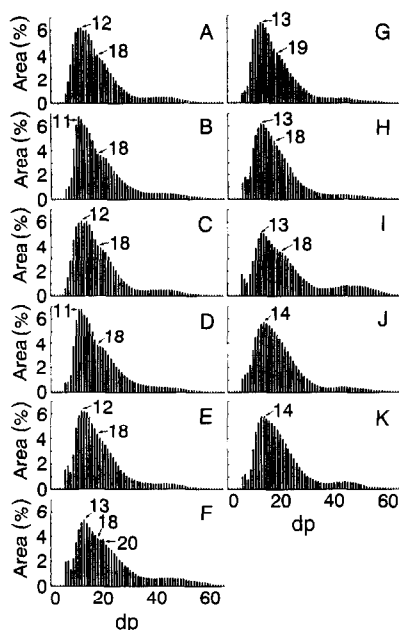 Area (%) 6 4 2 0 12 18 A
13 19 G
Area (%) 6 4 2 0 11 18 B
13 18 H
Area (%) 6 4 2 0 12 18 C
13 18 I
Area (%) 6 4 2 0 11 18 D
14 J
Area (%) 6 4 2 0 12 18 E
14 K
0 20 40 60
dp
Area (%) 6 4 2 0 13 18 20 F
0 20 40 60
dp